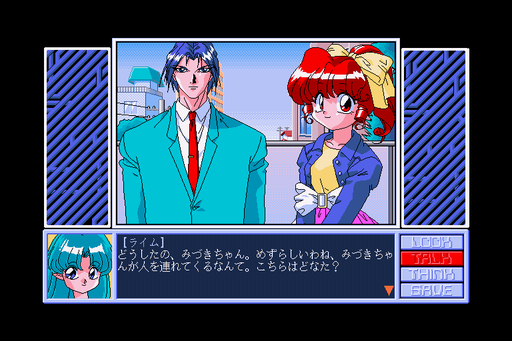 【ライム】
どうしたの、みづきちゃん。めずらしいわね、みづきちゃ
んが人を連れてくるなんて。こちらはどなた？
LOOK
TALK
THINK
SAVE